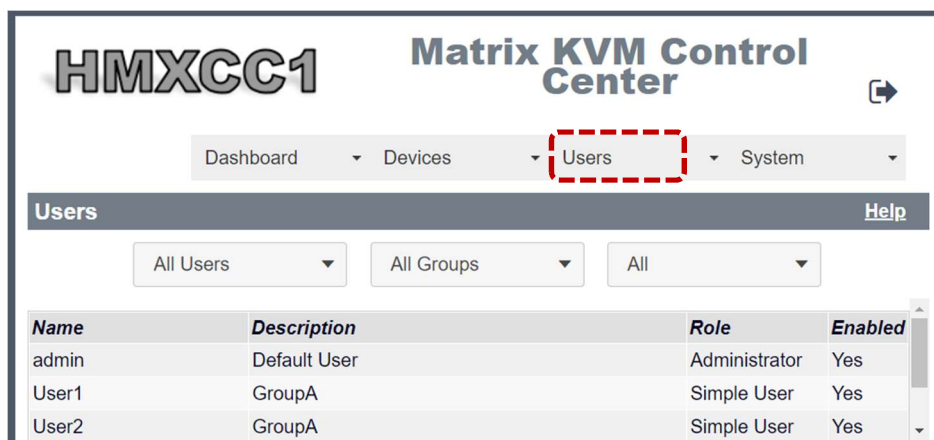 HMXCC1
Matrix KVM Control
Center
Dashboard Devices Users System
Users Help
All Users All Groups All
Name Description Role Enabled
admin Default User Administrator Yes
User1 GroupA Simple User Yes
User2 GroupA Simple User Yes